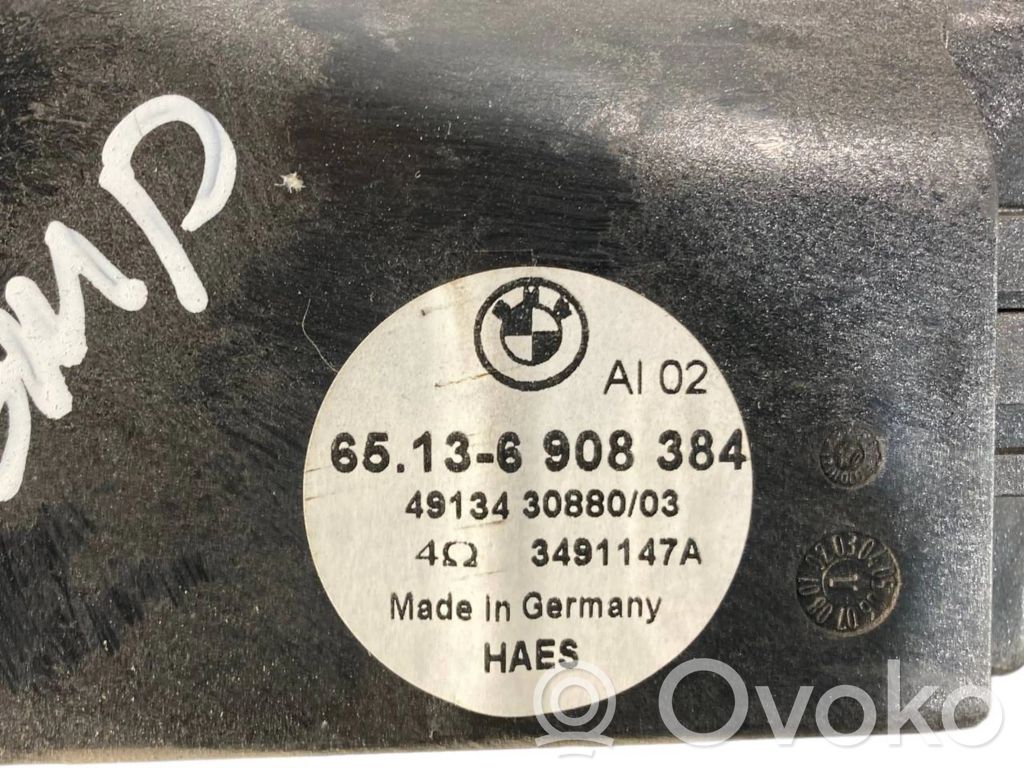 AI 02
65.13-6 908 384
49134 30880/03
4Ω 3491147A
Made in Germany
HAES
Ovoko